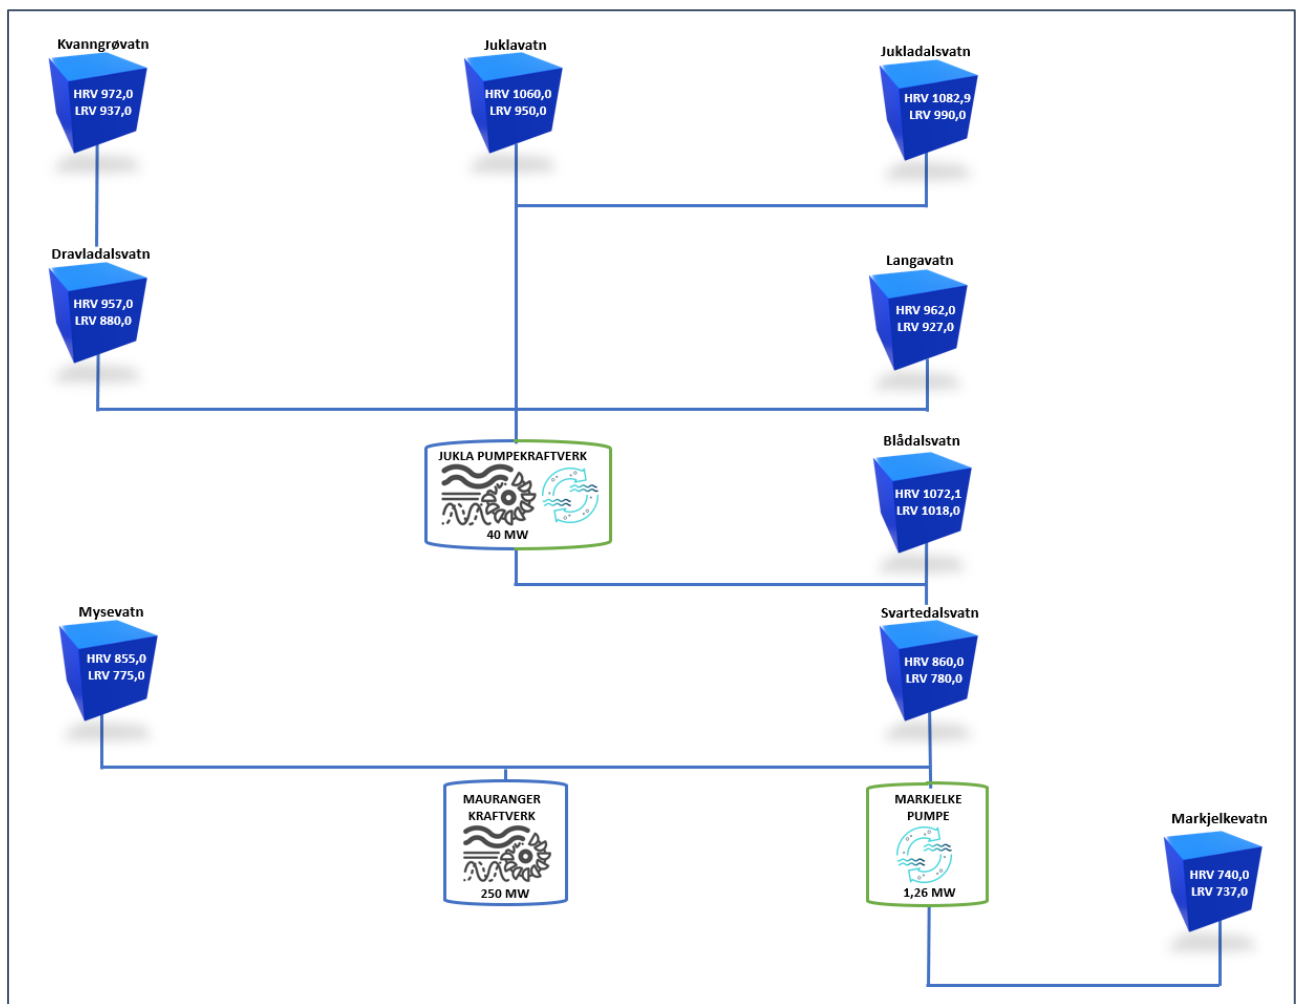 Kvanngrøvatn
HRV 972,0
LRV 937,0
Juklavatn
HRV 1060,0
LRV 950,0
Jukladalsvatn
HRV 1082,9
LRV 990,0
Dravladalsvatn
HRV 957,0
LRV 880,0
Langavatn
HRV 962,0
LRV 927,0
JUKLA PUMPEKRAFTVERK
40 MW
Blådalsvatn
HRV 1072,1
LRV 1018,0
Mysevatn
HRV 855,0
LRV 775,0
Svartedalsvatn
HRV 860,0
LRV 780,0
MAURANGER
KRAFTVERK
250 MW
MARKJELKE
PUMPE
1,26 MW
Markjelkevatn
HRV 740,0
LRV 737,0